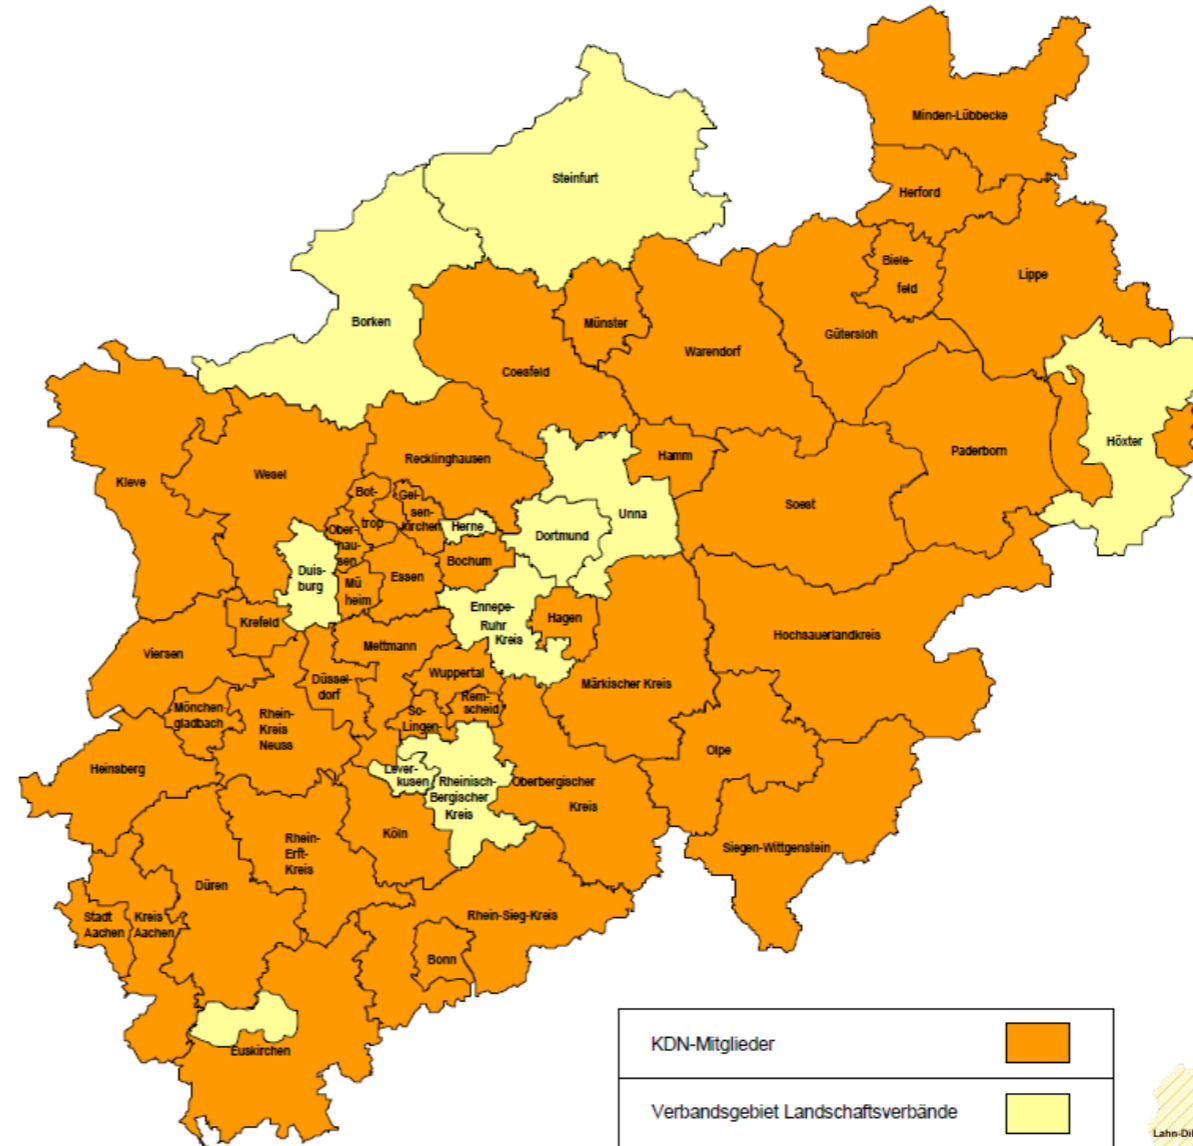 Minden-Lübbecke
Steinfurt
Herford
Biele-
feld
Lippe
Borken
Münster
Warendorf
Gütersloh
Coesfeld
Höxter
Paderborn
Recklinghausen
Hamm
Kleve
Wesel
Bot-
trop
Gel-
sen-
kirchen
Herne
Unna
Dortmund
Soest
Ober-
hau-
sen
Bochum
Duis-
burg
Mü
heim
Essen
Ennepe-
Ruhr
Kreis
Hagen
Krefeld
Hochsauerlandkreis
Viersen
Mettmann
Düssel-
dorf
Wuppertal
Märkischer Kreis
Mönchen-
gladbach
Rhein-
Kreis
Neuss
So-
Lingen-
Rem-
scheid
Olpe
Heinsberg
Lever-
kusen
Rheinisch-
Bergischer
Kreis
Oberbergischer
Kreis
Köln
Rhein-
Erft-
Kreis
Siegen-Wittgenstein
Düren
Stadt
Aachen
Kreis
Aachen
Rhein-Sieg-Kreis
Bonn
Euskirchen
KDN-Mitglieder
Verbandsgebiet Landschaftsverbände
Lahn-Dil